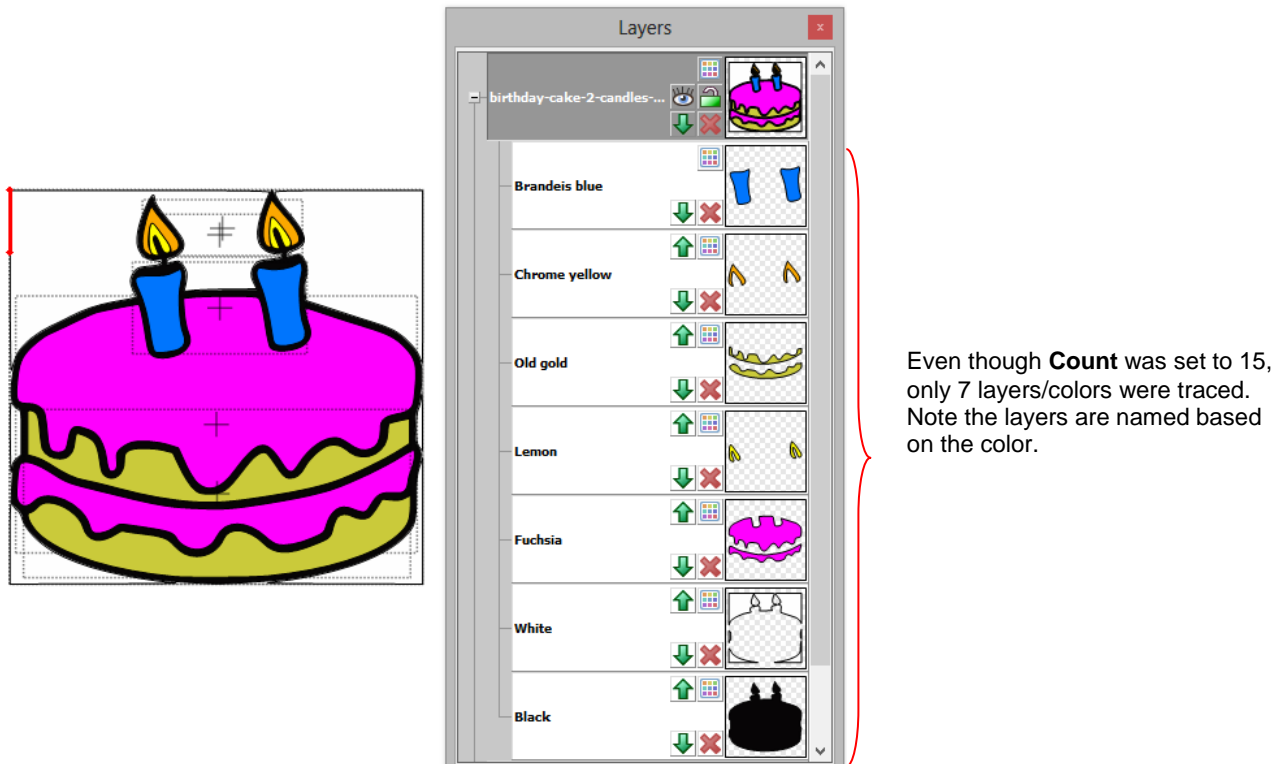 Layers
x
birthday-cake-2-candles-...
Brandeis blue
Chrome yellow
Old gold
Lemon
Fuchsia
White
Black
Even though Count was set to 15,
only 7 layers/colors were traced.
Note the layers are named based
on the color.